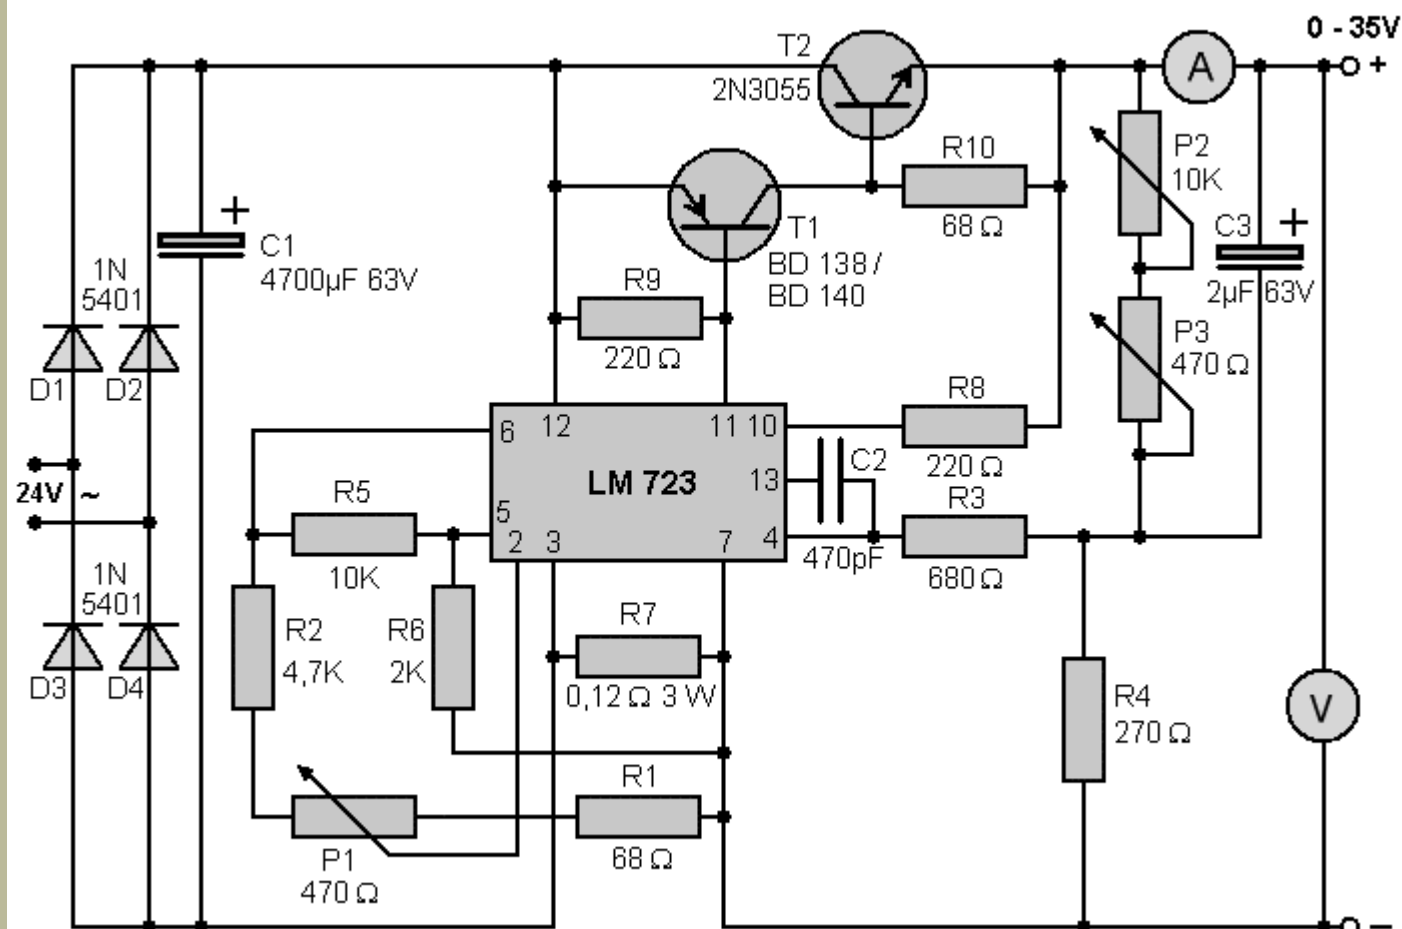 0 - 35V
T2
2N3055
A
+
R10
68 Ω
P2
10K
+
C1
4700µF 63V
T1
BD 138 /
BD 140
C3
+
2µF 63V
1N
5401
D1
D2
R9
220 Ω
P3
470 Ω
R8
220 Ω
6
12
11
10
LM 723
13
C2
470pF
24V ~
R5
10K
5
2
3
7
4
R3
680 Ω
1N
5401
D3
D4
R2
4,7K
R6
2K
R7
0,12 Ω 3 W
R4
270 Ω
V
P1
470 Ω
R1
68 Ω
–